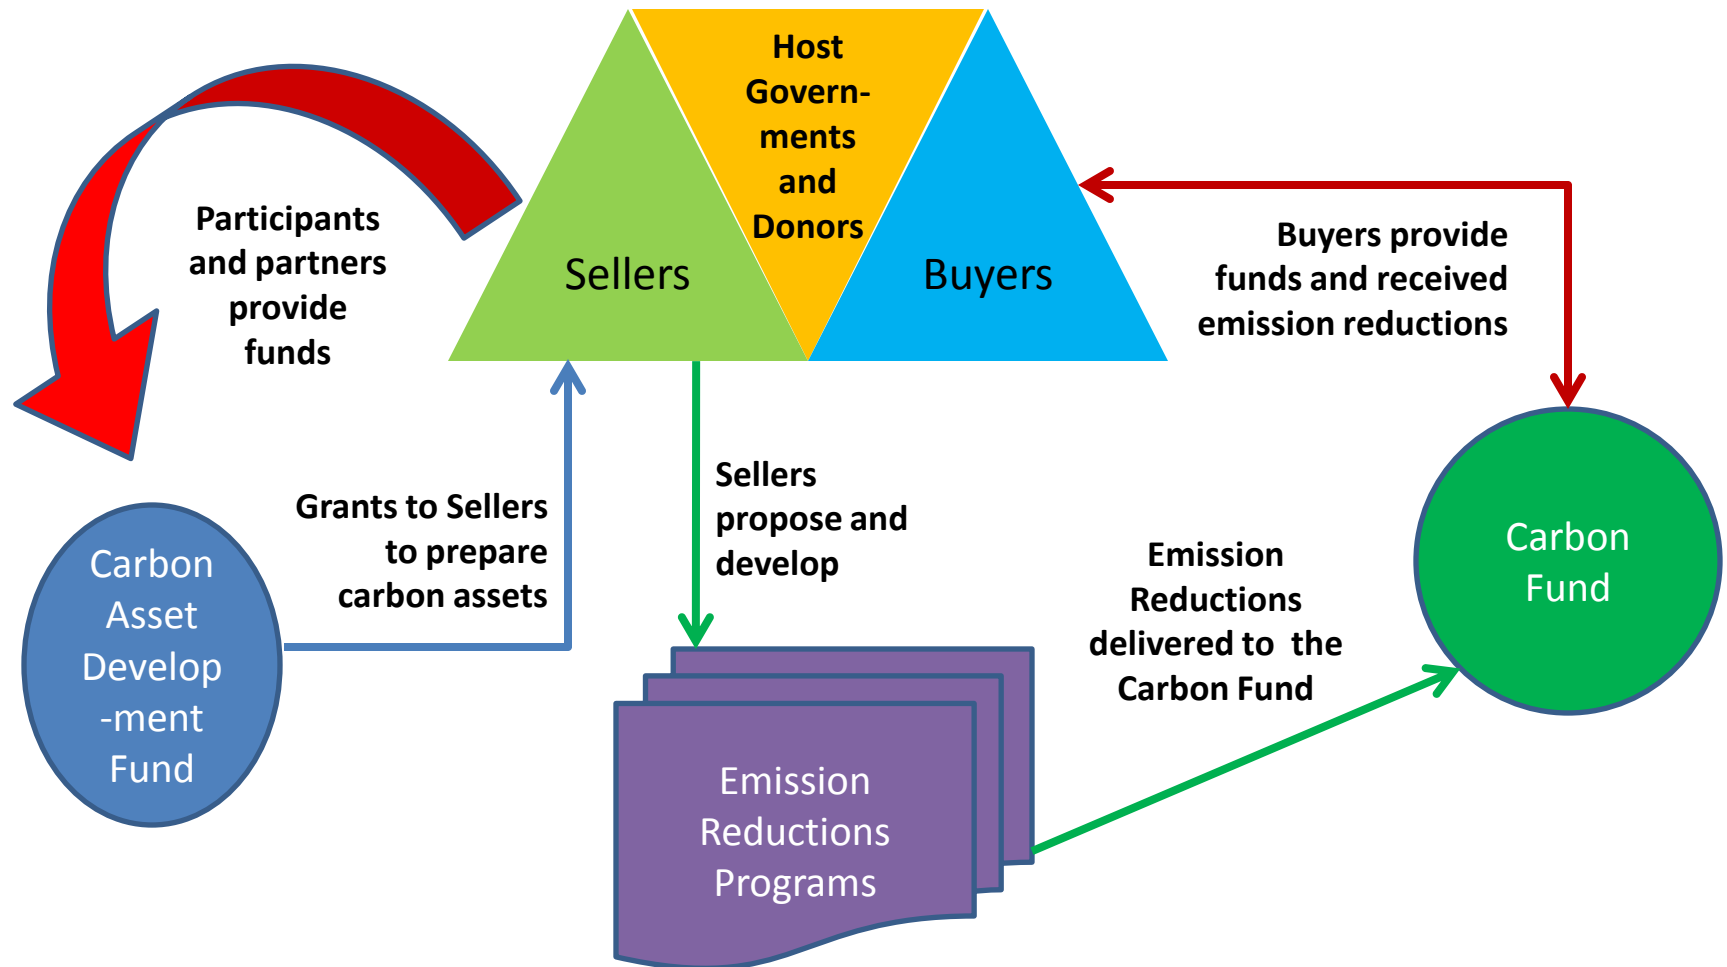 Host
Govern-
ments
and
Donors
Sellers
Buyers
Participants
and partners
provide
funds
Buyers provide
funds and received
emission reductions
Grants to Sellers
to prepare
carbon assets
Sellers
propose and
develop
Emission
Reductions
delivered to  the
Carbon Fund
Carbon
Fund
Carbon
Asset
Develop
-ment
Fund
Emission
Reductions
Programs